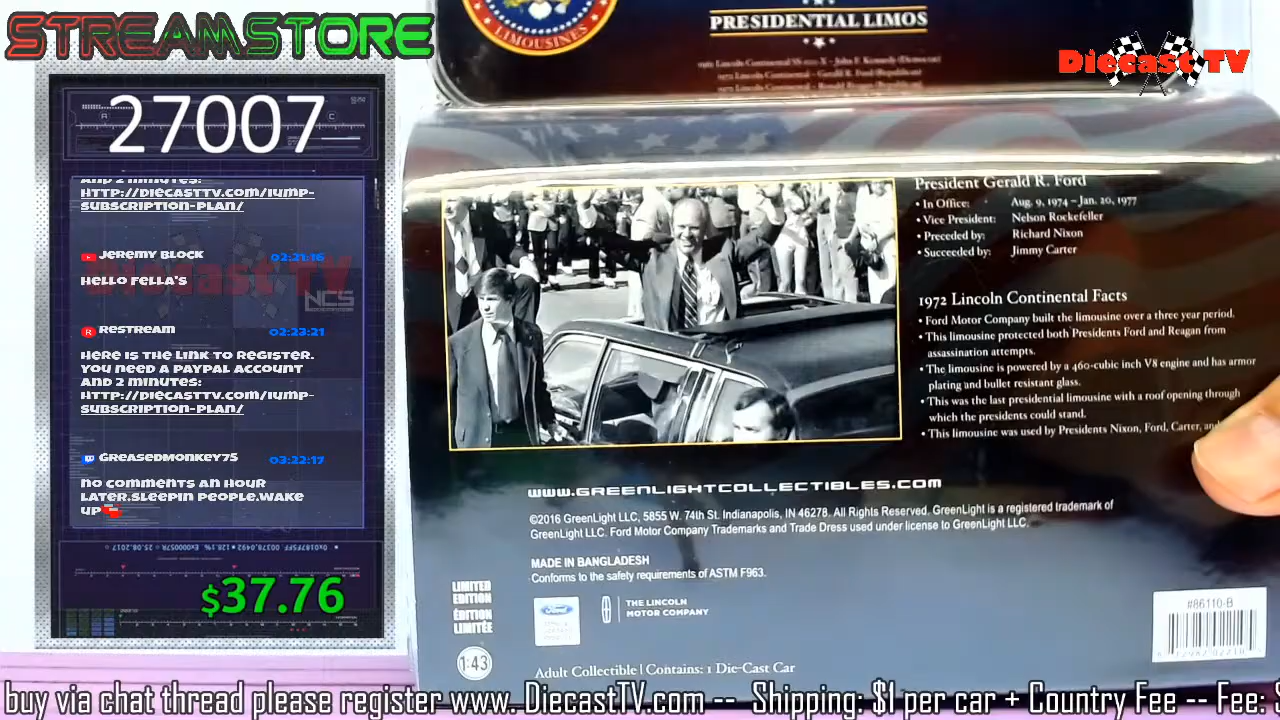 STREAMSTORE
27007
AND 2 MINUTES:
HTTP://DIECASTTV.COM/IUMP-
SUBSCRIPTION-PLAN/
JEREMY BLOCK 02:21:16
HELLO FELLA'S
NCS
RESTREAM 02:23:21
HERE IS THE LINK TO REGISTER.
YOU NEED A PAYPAL ACCOUNT
AND 2 MINUTES:
HTTP://DIECASTTV.COM/IUMP-
SUBSCRIPTION-PLAN/
GREASEDMONKEY75 03:22:17
NO COMMENTS AN HOUR
LATER.SLEEPIN PEOPLE.WAKE
UP
$37.76
LIMOUSINES
PRESIDENTIAL LIMOS
Diecast TV
President Gerald R. Ford
• In Office: Aug. 9, 1974 – Jan. 20, 1977
• Vice President: Nelson Rockefeller
• Preceded by: Richard Nixon
• Succeeded by: Jimmy Carter
1972 Lincoln Continental Facts
• Ford Motor Company built the limousine over a three year period.
• This limousine protected both Presidents Ford and Reagan from
assassination attempts.
• The limousine is powered by a 460-cubic inch V8 engine and has armor
plating and bullet resistant glass.
• This was the last presidential limousine with a roof opening through
which the presidents could stand.
• This limousine was used by Presidents Nixon, Ford, Carter,
WWW.GREENLIGHTCOLLECTIBLES.COM
©2016 GreenLight LLC, 5855 W. 74th St. Indianapolis, IN 46278. All Rights Reserved. GreenLight is a registered trademark of
GreenLight LLC. Ford Motor Company Trademarks and Trade Dress used under license to GreenLight LLC.
MADE IN BANGLADESH
Conforms to the safety requirements of ASTM F963.
LIMITED
EDITION
ÉDITION
LIMITÉE
Ford
THE LINCOLN
MOTOR COMPANY
1:43
Adult Collectible | Contains: 1 Die-Cast Car
#86110-B
buy via chat thread please register www. DiecastTV.com -- Shipping: $1 per car + Country Fee -- Fee: